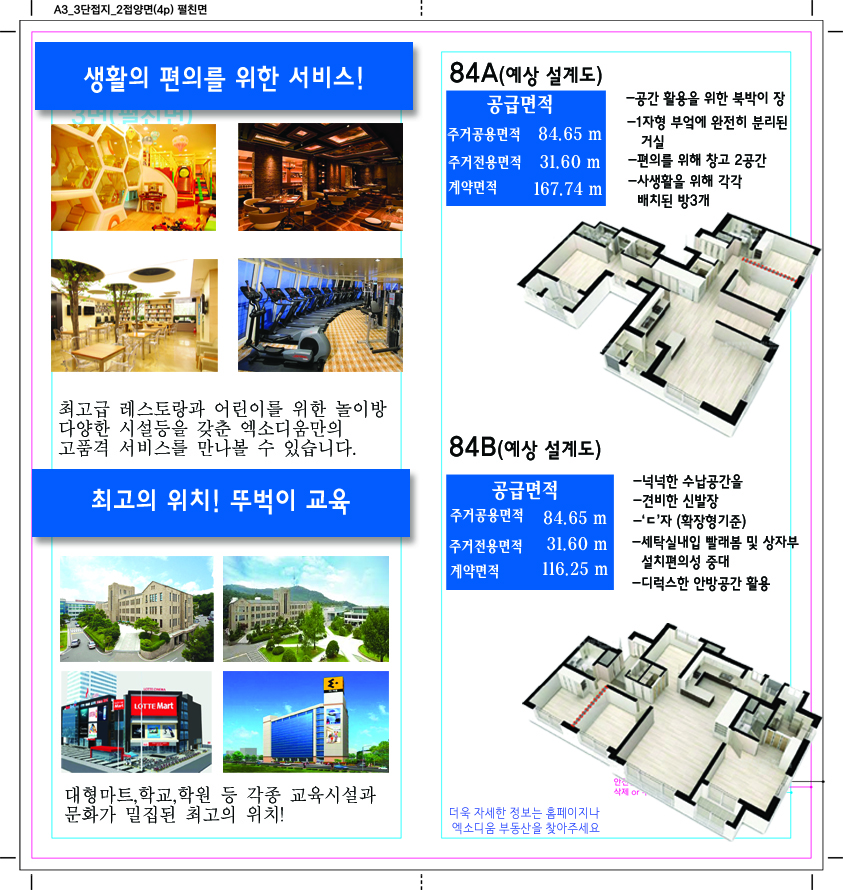 A3_3단접지_2접양면(4p) 펼친면
생활의 편의를 위한 서비스!
3면(펼친면)
최고급 레스토랑과 어린이를 위한 놀이방
다양한 시설등을 갖춘 엑소디움만의
고품격 서비스를 만나볼 수 있습니다.
최고의 위치! 뚜벅이 교육
LOTTE Mart
대형마트,학교,학원 등 각종 교육시설과
문화가 밀집된 최고의 위치!
84A(예상 설계도)
공급면적
주거공용면적 84.65 m
주거전용면적 31.60 m
계약면적 167.74 m
-공간 활용을 위한 북박이 장
-1자형 부엌에 완전히 분리된
거실
-편의를 위해 창고 2공간
-사생활을 위해 각각
배치된 방3개
84B(예상 설계도)
공급면적
주거공용면적 84.65 m
주거전용면적 31.60 m
계약면적 116.25 m
-넉넉한 수납공간을
-견비한 신발장
-'ㄷ'자 (확장형기준)
-세탁실내입 빨래봄 및 상자부
설치편의성 중대
-디럭스한 안방공간 활용
삭제 or
더욱 자세한 정보는 홈페이지나
엑소디움 부동산을 찾아주세요